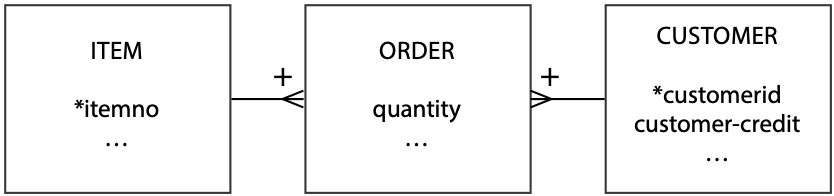 ITEM
*itemno
...
+
ORDER
quantity
...
+
CUSTOMER
*customerid
customer-credit
...